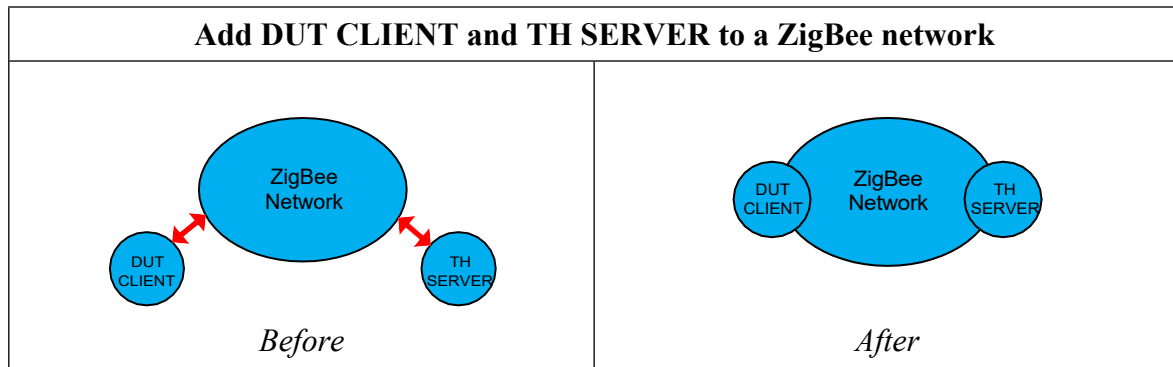 Add DUT CLIENT and TH SERVER to a ZigBee network
ZigBee
Network
DUT
CLIENT
TH
SERVER
Before
DUT
CLIENT
ZigBee
Network
TH
SERVER
After